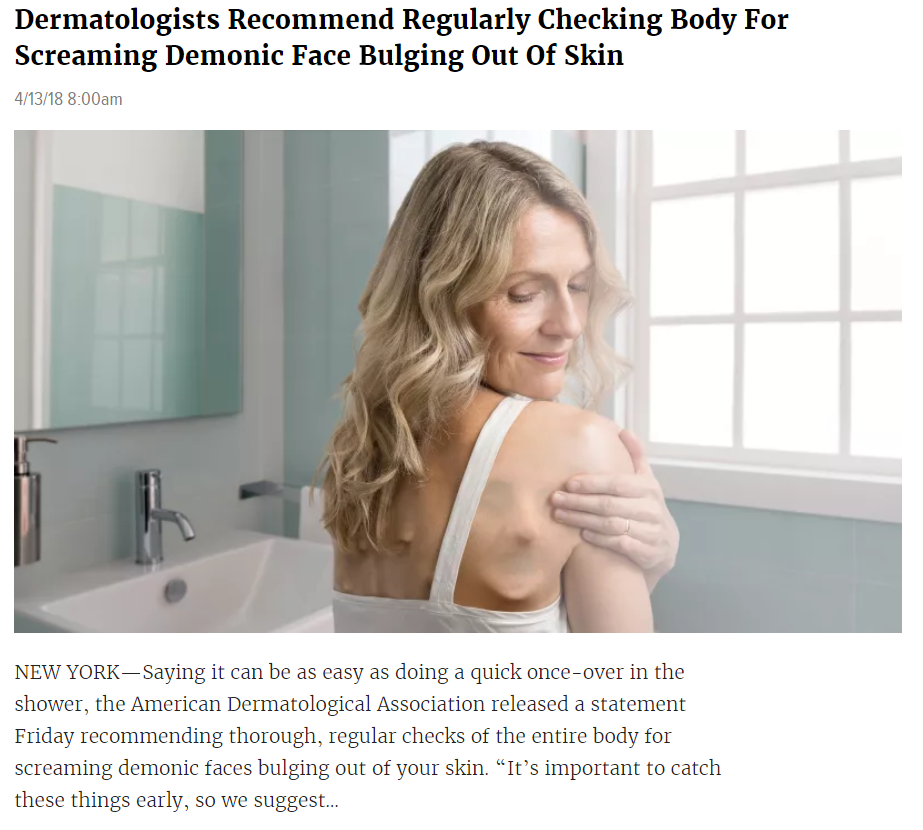 Dermatologists Recommend Regularly Checking Body For
Screaming Demonic Face Bulging Out Of Skin
4/13/18 8:00am
NEW YORK—Saying it can be as easy as doing a quick once-over in the
shower, the American Dermatological Association released a statement
Friday recommending thorough, regular checks of the entire body for
screaming demonic faces bulging out of your skin. “It’s important to catch
these things early, so we suggest...